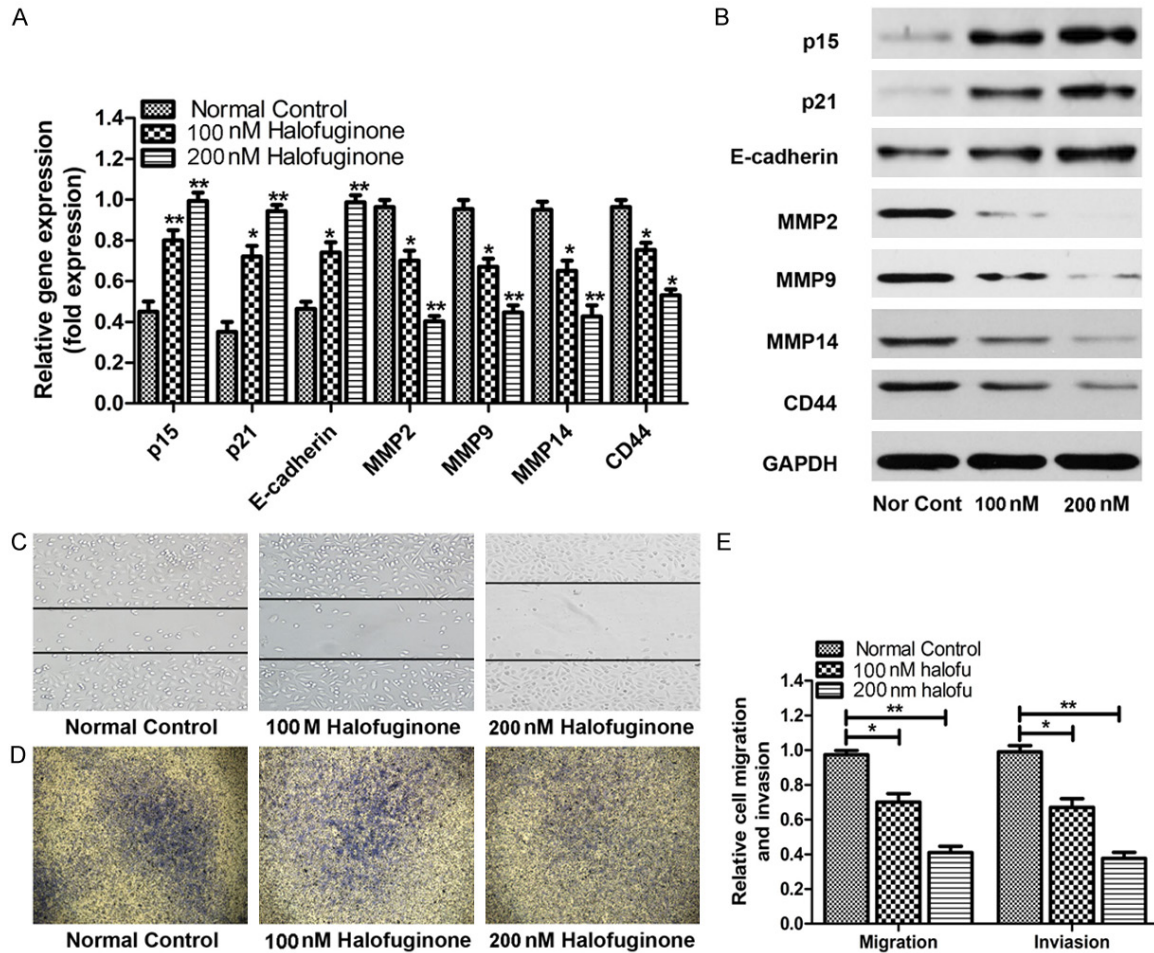 A
Relative gene expression
(fold expression)
Normal Control
100 nM Halofuginone
200 nM Halofuginone
1.4
1.2
1.0
0.8
0.6
0.4
0.2
0.0
** ** * ** * ** * ** * ** * ** * *
p15 p21 E-cadherin MMP2 MMP9 MMP14 CD44
B
p15
p21
E-cadherin
MMP2
MMP9
MMP14
CD44
GAPDH
Nor Cont 100 nM 200 nM
C
Normal Control 100 M Halofuginone 200 nM Halofuginone
D
Normal Control 100 nM Halofuginone 200 nM Halofuginone
E
Relative cell migration
and invasion
Normal Control
100 nM halofu
200 nm halofu
1.4
1.2
1.0
0.8
0.6
0.4
0.2
0.0
** **
* *
Migration Inviasion